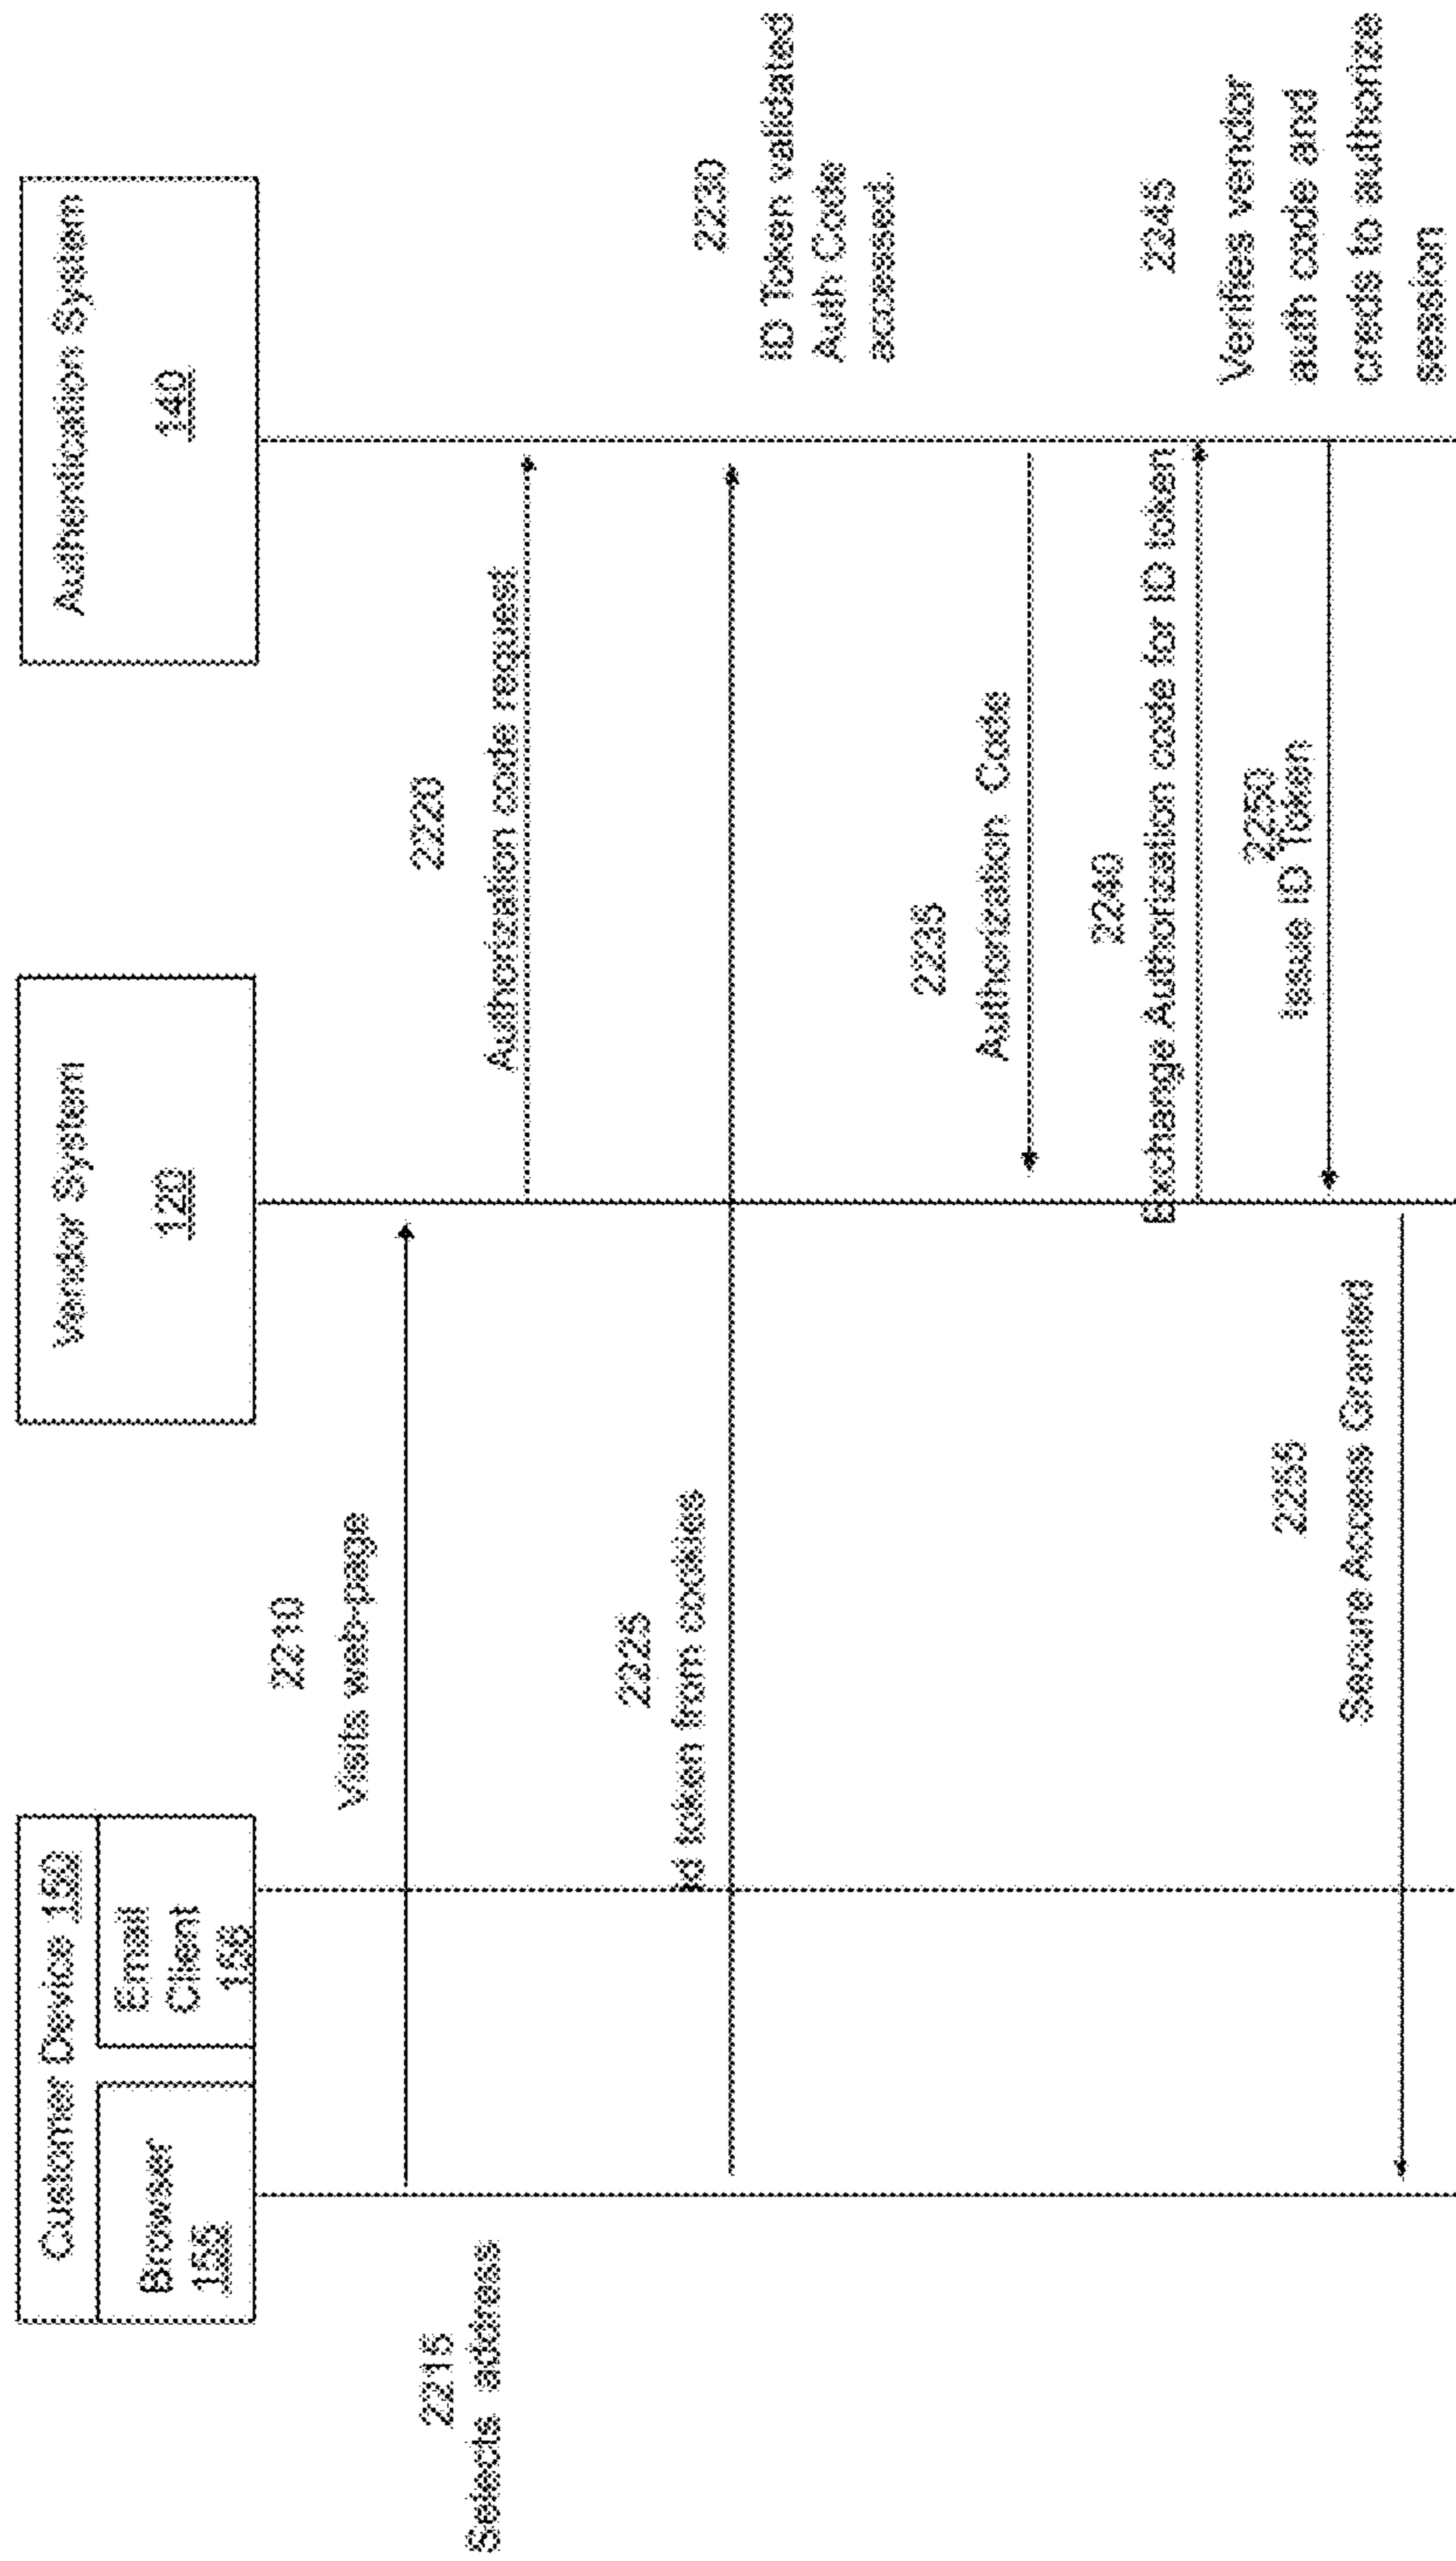 Customer Device 150
Browser
155
Email
Client
156
Vendor System
120
Authentication System
140
2210
Visits web-page
2215
Selects address
2220
Authorization code request
2225
id token from cookies
2230
ID Token validated
Auth Code
accessed.
2235
Authorization Code
2240
Exchange Authorization code for ID token
2245
Verifies vendor
auth code and
creds to authorize
session
2250
Issue ID Token
2255
Secure Access Granted